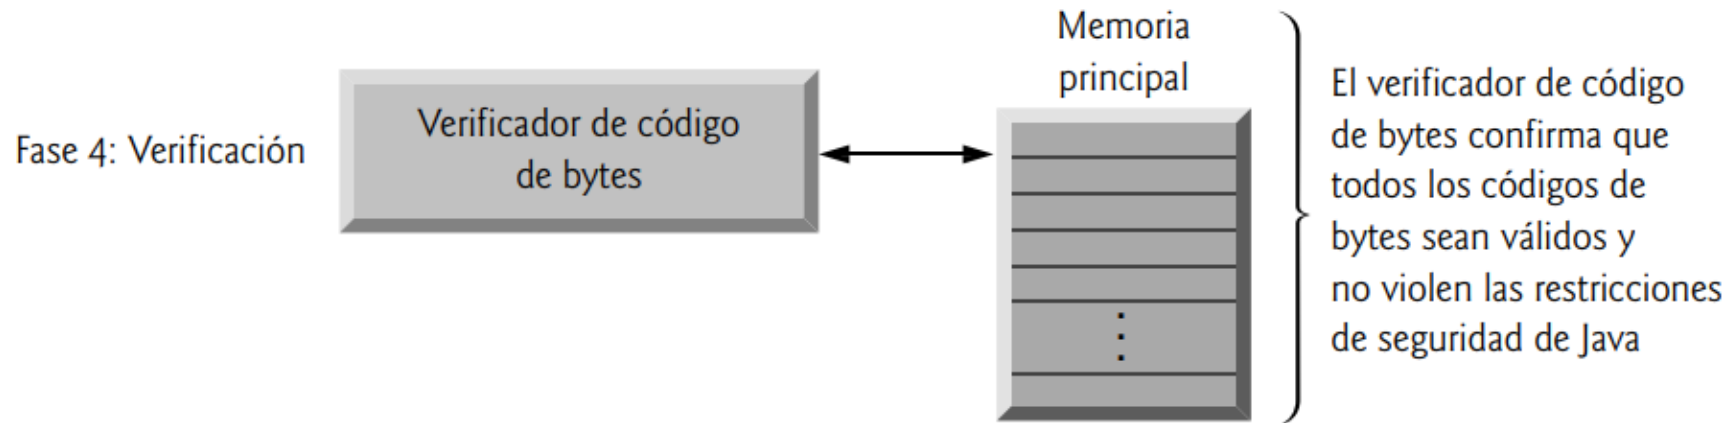 Fase 4: Verificación
Verificador de código
de bytes
Memoria
principal
El verificador de código
de bytes confirma que
todos los códigos de
bytes sean válidos y
no violen las restricciones
de seguridad de Java